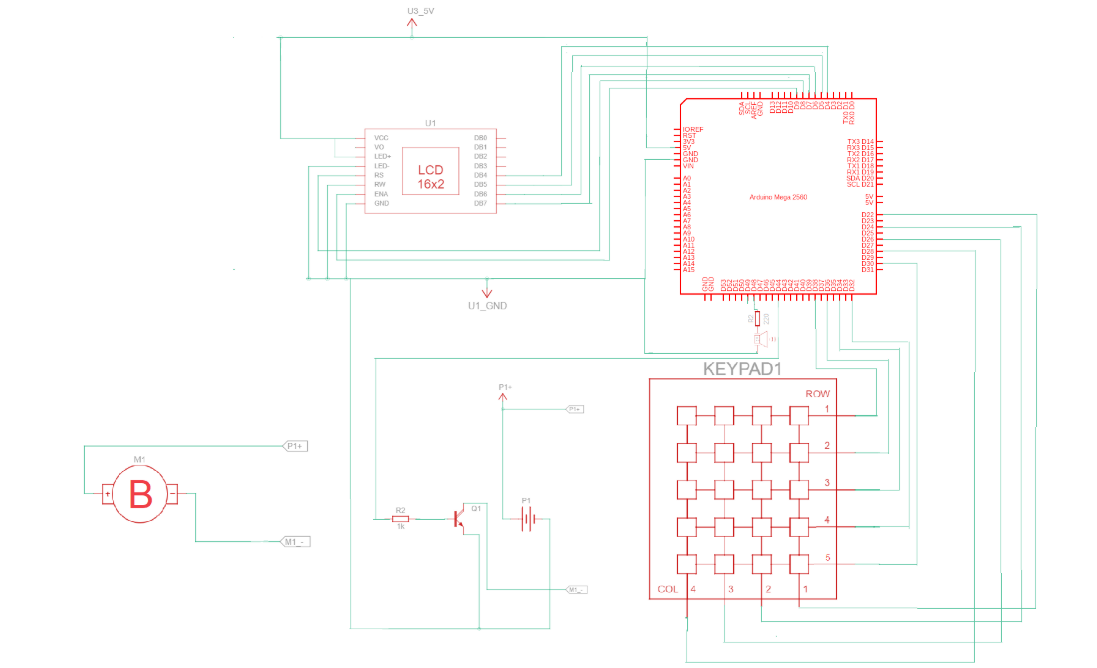 U3_5V
U1
VCC
VO
LED+
LED-
RS
RW
ENA
GND
LCD
16x2
DB0
DB1
DB2
DB3
DB4
DB5
DB6
DB7
U1_GND
SDA
SCL
AREF
GND
D13
D12
D11
D10
D9
D8
D7
D6
D5
D4
D3
D2
TX0 D1
RX0 D0
IOREF
RST
3V3
5V
GND
GND
VIN
A0
A1
A2
A3
A4
A5
A6
A7
A8
A9
A10
A11
A12
A13
A14
A15
Arduino Mega 2560
TX3 D14
RX3 D15
TX2 D16
RX2 D17
TX1 D18
RX1 D19
SDA D20
SCL D21
5V
5V
D22
D23
D24
D25
D26
D27
D28
D29
D30
D31
GND
GND
D53
D52
D51
D50
D49
D48
D47
D46
D45
D44
D43
D42
D41
D40
D39
D38
D37
D36
D35
D34
D33
D32
220
KEYPAD1
ROW
1
2
3
4
5
COL
4
3
2
1
P1+
P1+
P1+
M1
B
+
-
M1_-
R2
1k
Q1
P1
M1_-